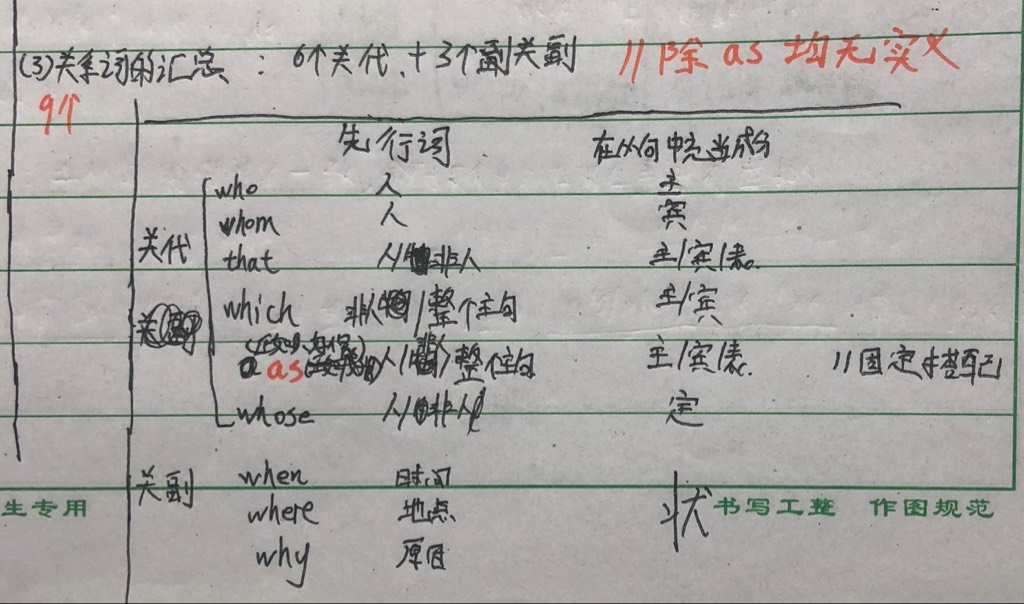 (3)关系词的汇总: 6个关代.+3个关副 //除as均无实义
9个
先行词 在从句中充当成分
who 人 主
whom 人 宾
关代 that 人/非人 主/宾/表.
which 非人/整个主句 主/宾
as 人/非人/整个主句 主/宾/表. //固定搭配
whose 人/非人 定
关副 when 时间
where 地点 状
why 原因
生专用 书写工整 作图规范